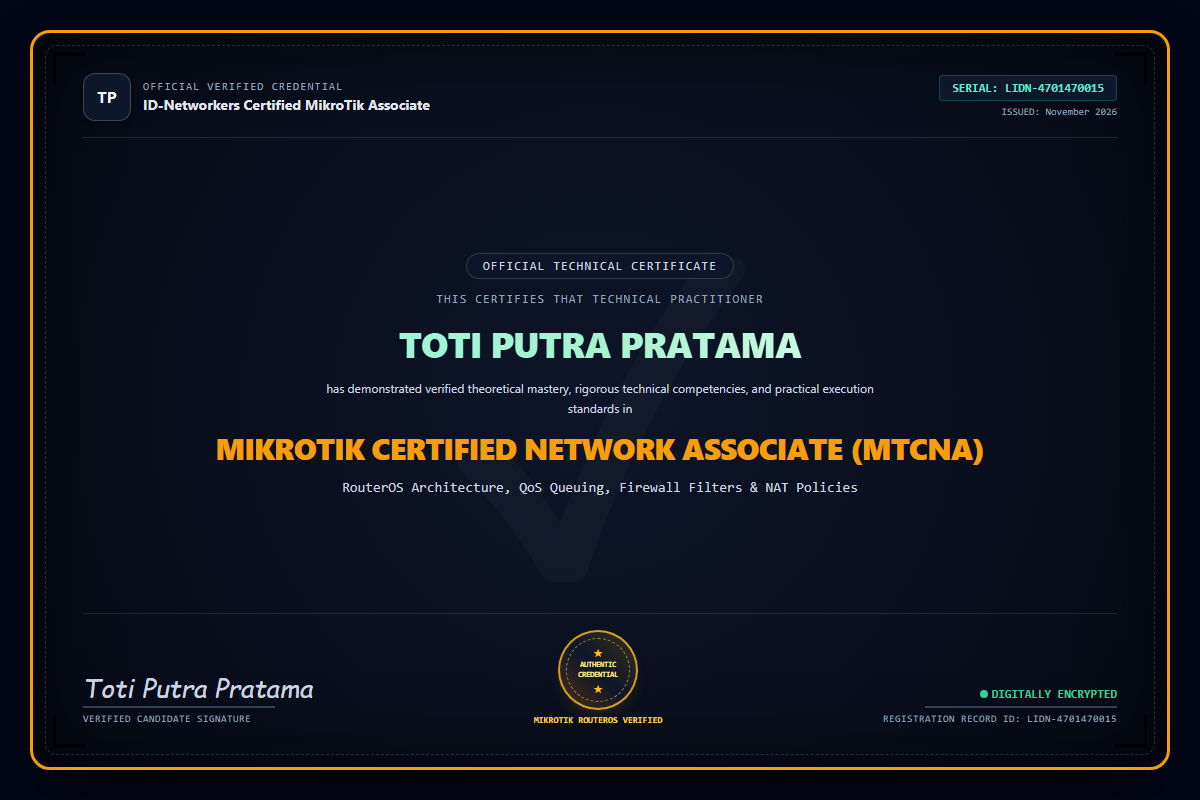 TP
OFFICIAL VERIFIED CREDENTIAL
ID-Networkers Certified MikroTik Associate
SERIAL: LIDN-4701470015
ISSUED: November 2026
OFFICIAL TECHNICAL CERTIFICATE
THIS CERTIFIES THAT TECHNICAL PRACTITIONER
TOTI PUTRA PRATAMA
has demonstrated verified theoretical mastery, rigorous technical competencies, and practical execution
standards in
MIKROTIK CERTIFIED NETWORK ASSOCIATE (MTCNA)
RouterOS Architecture, QoS Queuing, Firewall Filters & NAT Policies
Toti Putra Pratama
VERIFIED CANDIDATE SIGNATURE
★
AUTHENTIC
CREDENTIAL
★
MIKROTIK ROUTEROS VERIFIED
DIGITALLY ENCRYPTED
REGISTRATION RECORD ID: LIDN-4701470015